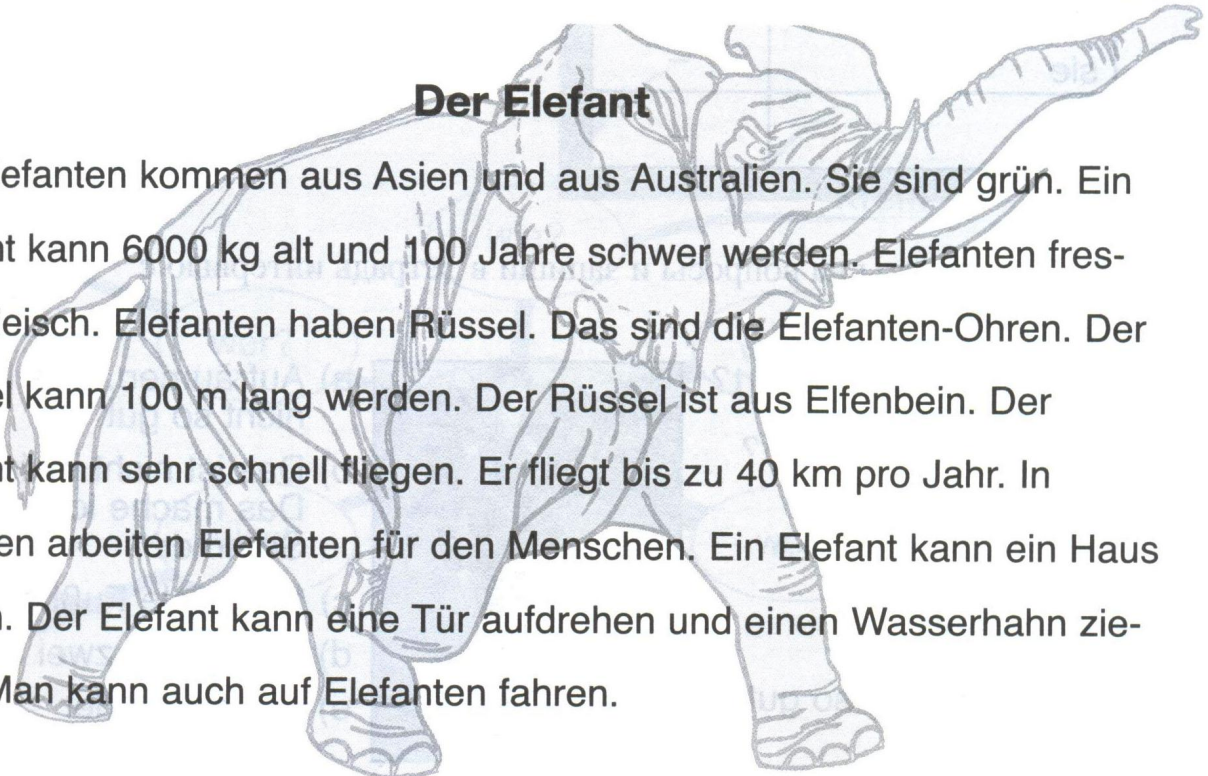 Der Elefant
efanten kommen aus Asien und aus Australien. Sie sind grün. Ein
nt kann 6000 kg alt und 100 Jahre schwer werden. Elefanten fres-
leisch. Elefanten haben Rüssel. Das sind die Elefanten-Ohren. Der
el kann 100 m lang werden. Der Rüssel ist aus Elfenbein. Der
nt kann sehr schnell fliegen. Er fliegt bis zu 40 km pro Jahr. In
en arbeiten Elefanten für den Menschen. Ein Elefant kann ein Haus
n. Der Elefant kann eine Tür aufdrehen und einen Wasserhahn zie-
Man kann auch auf Elefanten fahren.